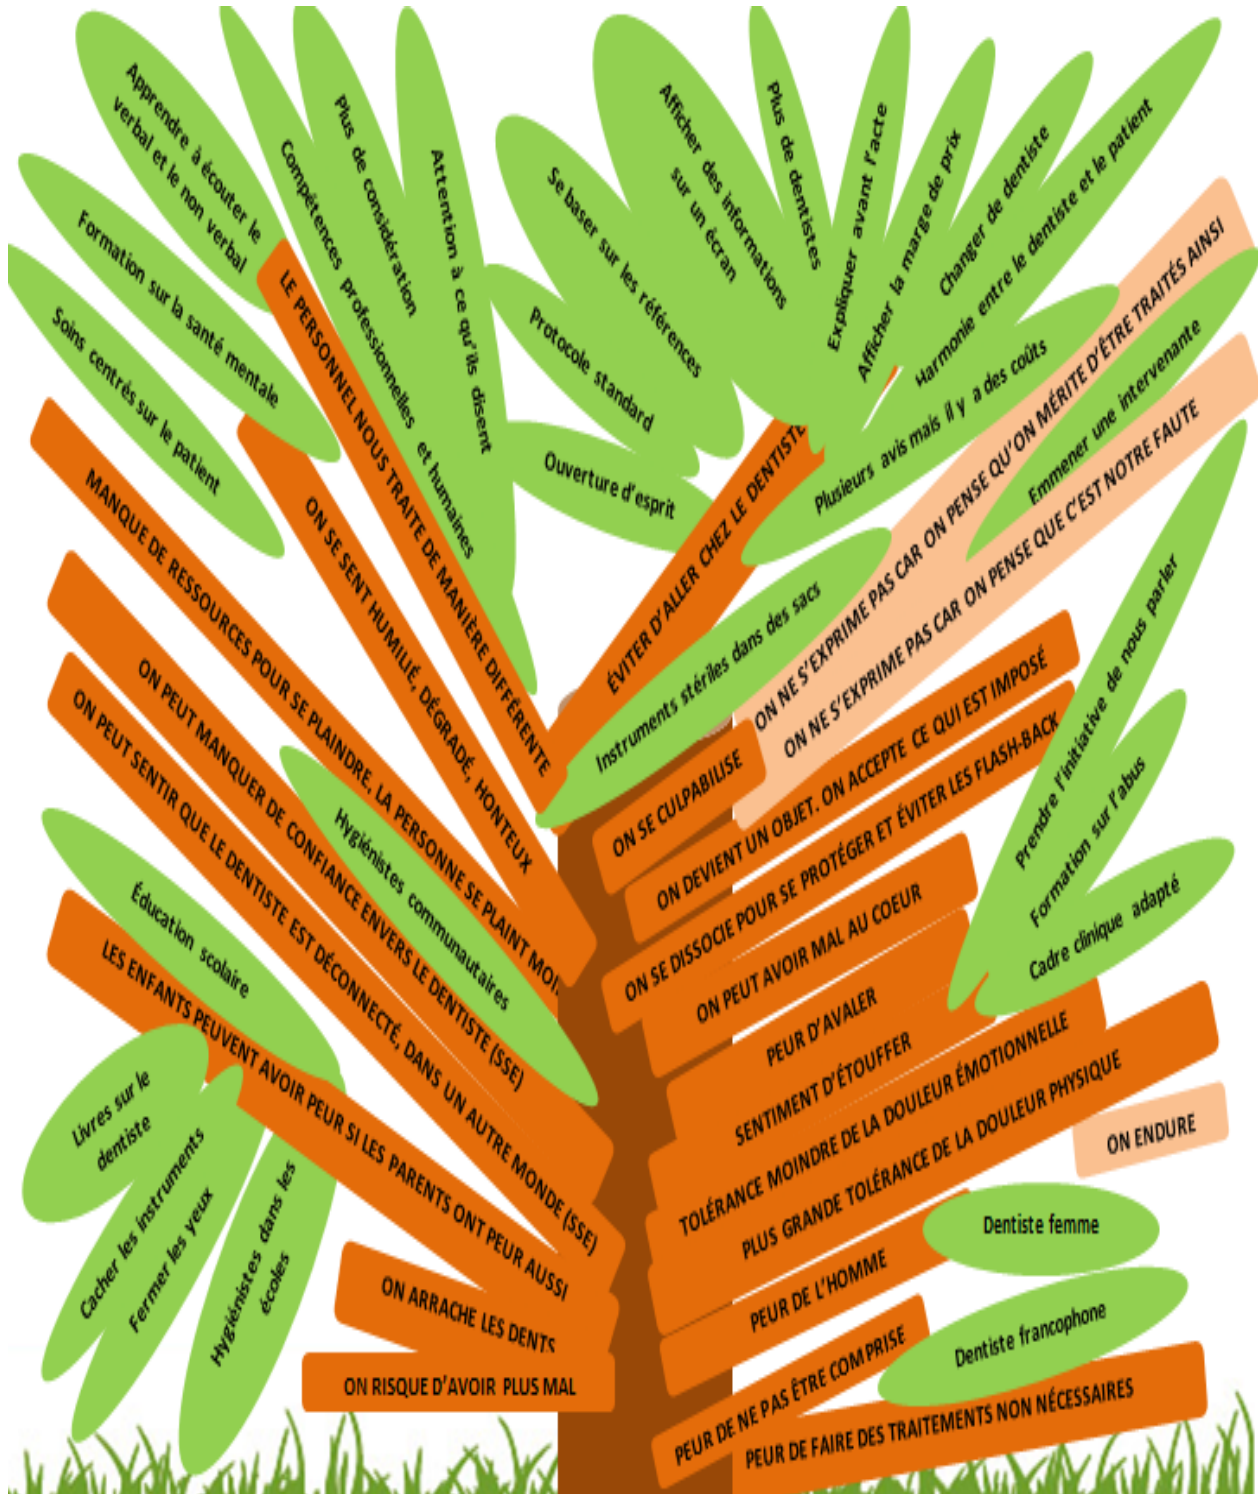 Apprendre à écouter le
verbal et le non verbal
Formation sur la santé mentale
Soins centrés sur le patient
Compétences professionnelles et humaines
Plus de considération
Attention à ce qu'ils disent
Se baser sur les références
Protocole standard
Ouverture d'esprit
Afficher des informations
sur un écran
Plus de dentistes
Expliquer avant l'acte
Afficher la marge de prix
Changer de dentiste
Harmonie entre le dentiste et le patient
Plusieurs avis mais il y a des coûts
Emmener une intervenante
Instruments stériles dans des sacs
LE PERSONNEL NOUS TRAITE DE MANIÈRE DIFFÉRENTE
ON SE SENT HUMILIÉ, DÉGRADÉ, HONTEUX
MANQUE DE RESSOURCES POUR SE PLAINDRE, LA PERSONNE SE PLAINT MOI
ON PEUT MANQUER DE CONFIANCE ENVERS LE DENTISTE (SSE)
ON PEUT SENTIR QUE LE DENTISTE EST DÉCONNECTÉ, DANS UN AUTRE MONDE (SSE)
LES ENFANTS PEUVENT AVOIR PEUR SI LES PARENTS ONT PEUR AUSSI
ON ARRACHE LES DENTS
ON RISQUE D'AVOIR PLUS MAL
Hygiénistes communautaires
Éducation scolaire
Livres sur le
dentiste
Cacher les instruments
Fermer les yeux
Hygiénistes dans les
écoles
ÉVITER D'ALLER CHEZ LE DENTISTE
ON NE S'EXPRIME PAS CAR ON PENSE QU'ON MÉRITE D'ÊTRE TRAITÉS AINSI
ON NE S'EXPRIME PAS CAR ON PENSE QUE C'EST NOTRE FAUTE
ON SE CULPABILISE
ON DEVIENT UN OBJET. ON ACCEPTE CE QUI EST IMPOSÉ
ON SE DISSOCIE POUR SE PROTÉGER ET ÉVITER LES FLASH-BACK
ON PEUT AVOIR MAL AU COEUR
PEUR D'AVALER
SENTIMENT D'ÉTOUFFER
TOLÉRANCE MOINDRE DE LA DOULEUR ÉMOTIONNELLE
PLUS GRANDE TOLÉRANCE DE LA DOULEUR PHYSIQUE
ON ENDURE
PEUR DE L'HOMME
PEUR DE NE PAS ÊTRE COMPRISE
PEUR DE FAIRE DES TRAITEMENTS NON NÉCESSAIRES
Prendre l'initiative de nous parler
Formation sur l'abus
Cadre clinique adapté
Dentiste femme
Dentiste francophone